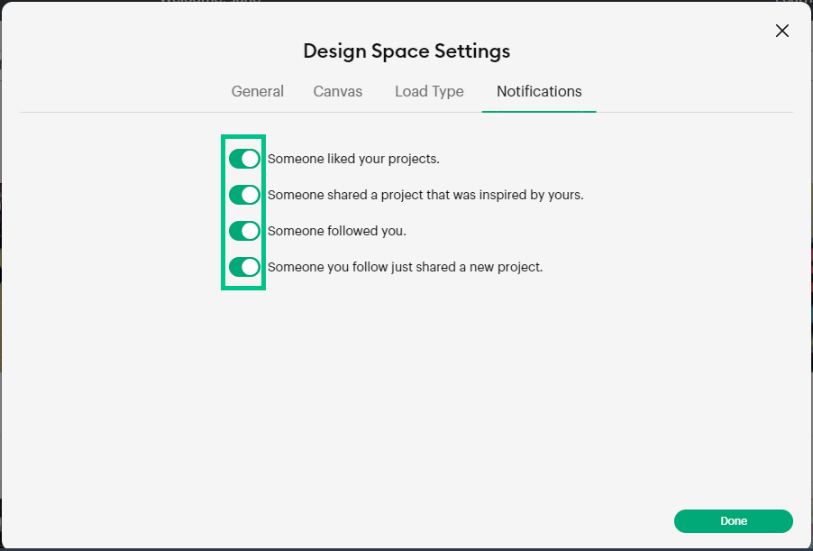 Design Space Settings
General Canvas Load Type Notifications
Someone liked your projects.
Someone shared a project that was inspired by yours.
Someone followed you.
Someone you follow just shared a new project.
Done